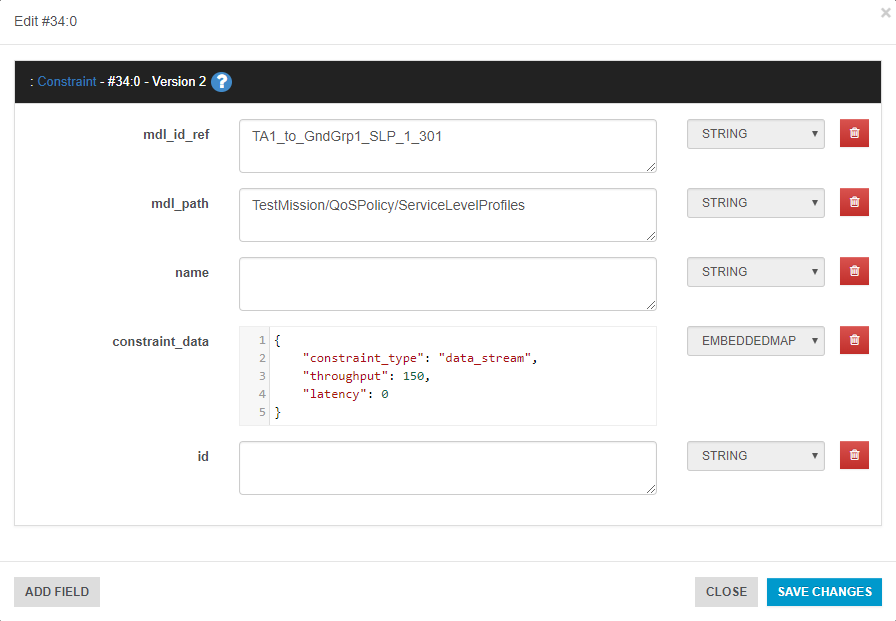 Edit #34:0
×
: Constraint - #34:0 - Version 2 ?
mdl_id_ref TA1_to_GndGrp1_SLP_1_301 STRING
mdl_path TestMission/QoSPolicy/ServiceLevelProfiles STRING
name STRING
constraint_data EMBEDDEDMAP
1 {
2 "constraint_type": "data_stream",
3 "throughput": 150,
4 "latency": 0
5 }
id STRING
ADD FIELD CLOSE SAVE CHANGES